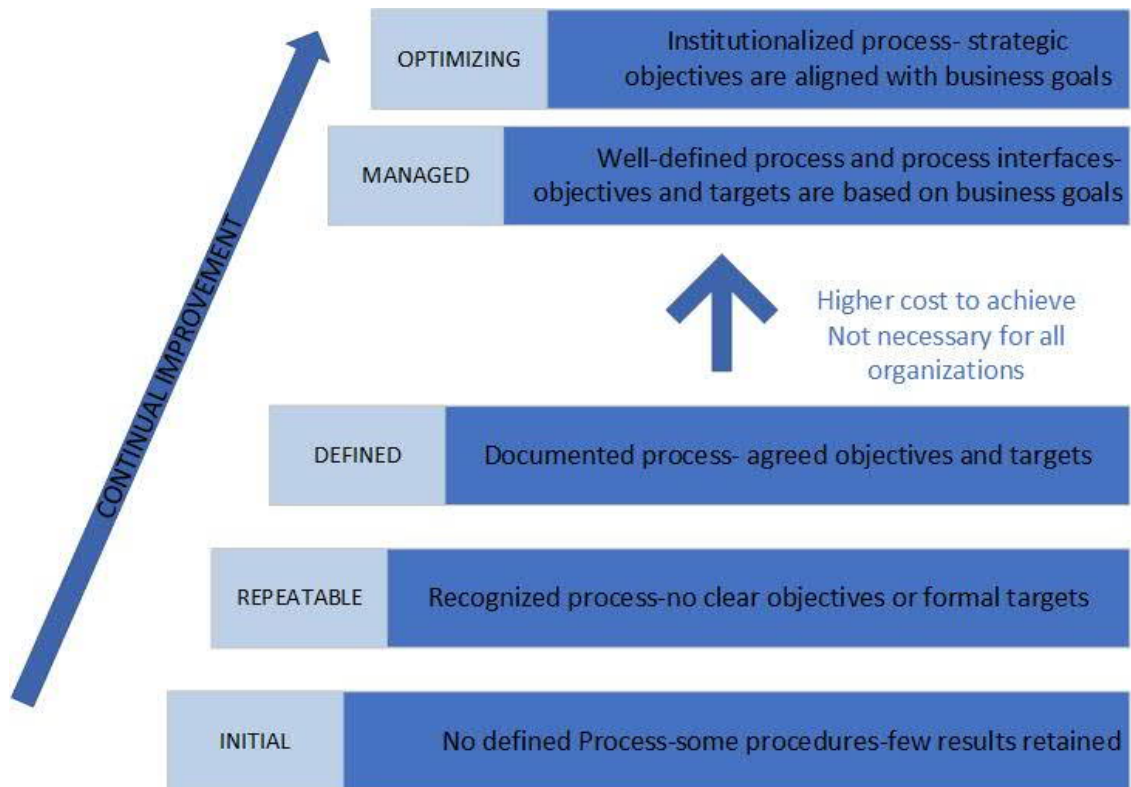 OPTIMIZING
Institutionalized process- strategic
objectives are aligned with business goals
MANAGED
Well-defined process and process interfaces-
objectives and targets are based on business goals
CONTINUAL IMPROVEMENT
Higher cost to achieve
Not necessary for all
organizations
DEFINED
Documented process- agreed objectives and targets
REPEATABLE
Recognized process-no clear objectives or formal targets
INITIAL
No defined Process-some procedures-few results retained